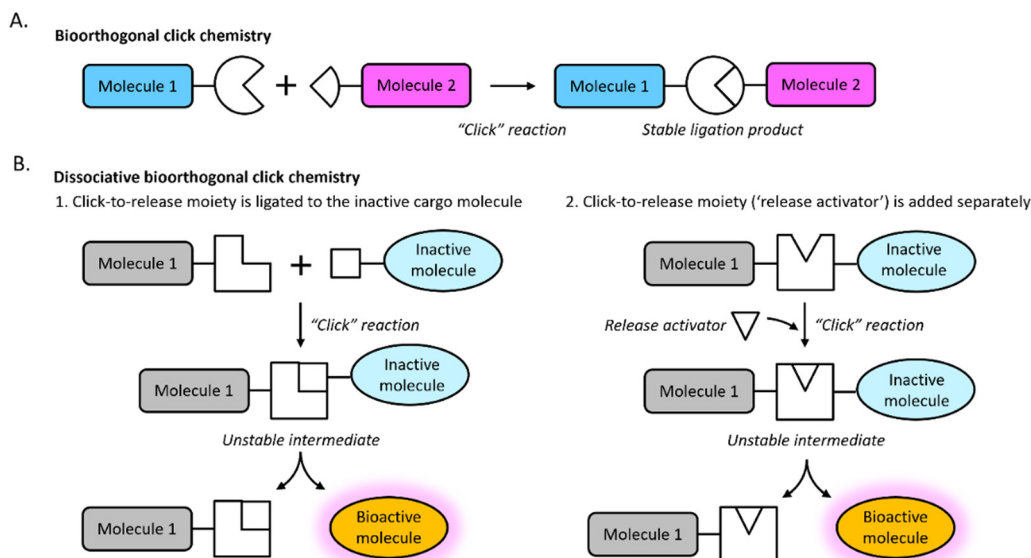 A.
Bioorthogonal click chemistry
Molecule 1
+
Molecule 2
Molecule 1
Molecule 2
“Click” reaction
Stable ligation product
B.
Dissociative bioorthogonal click chemistry
1. Click-to-release moiety is ligated to the inactive cargo molecule
Molecule 1
+
Inactive
molecule
“Click” reaction
Molecule 1
Inactive
molecule
Unstable intermediate
Molecule 1
Bioactive
molecule
2. Click-to-release moiety (‘release activator’) is added separately
Molecule 1
Inactive
molecule
Release activator
“Click” reaction
Molecule 1
Inactive
molecule
Unstable intermediate
Molecule 1
Bioactive
molecule